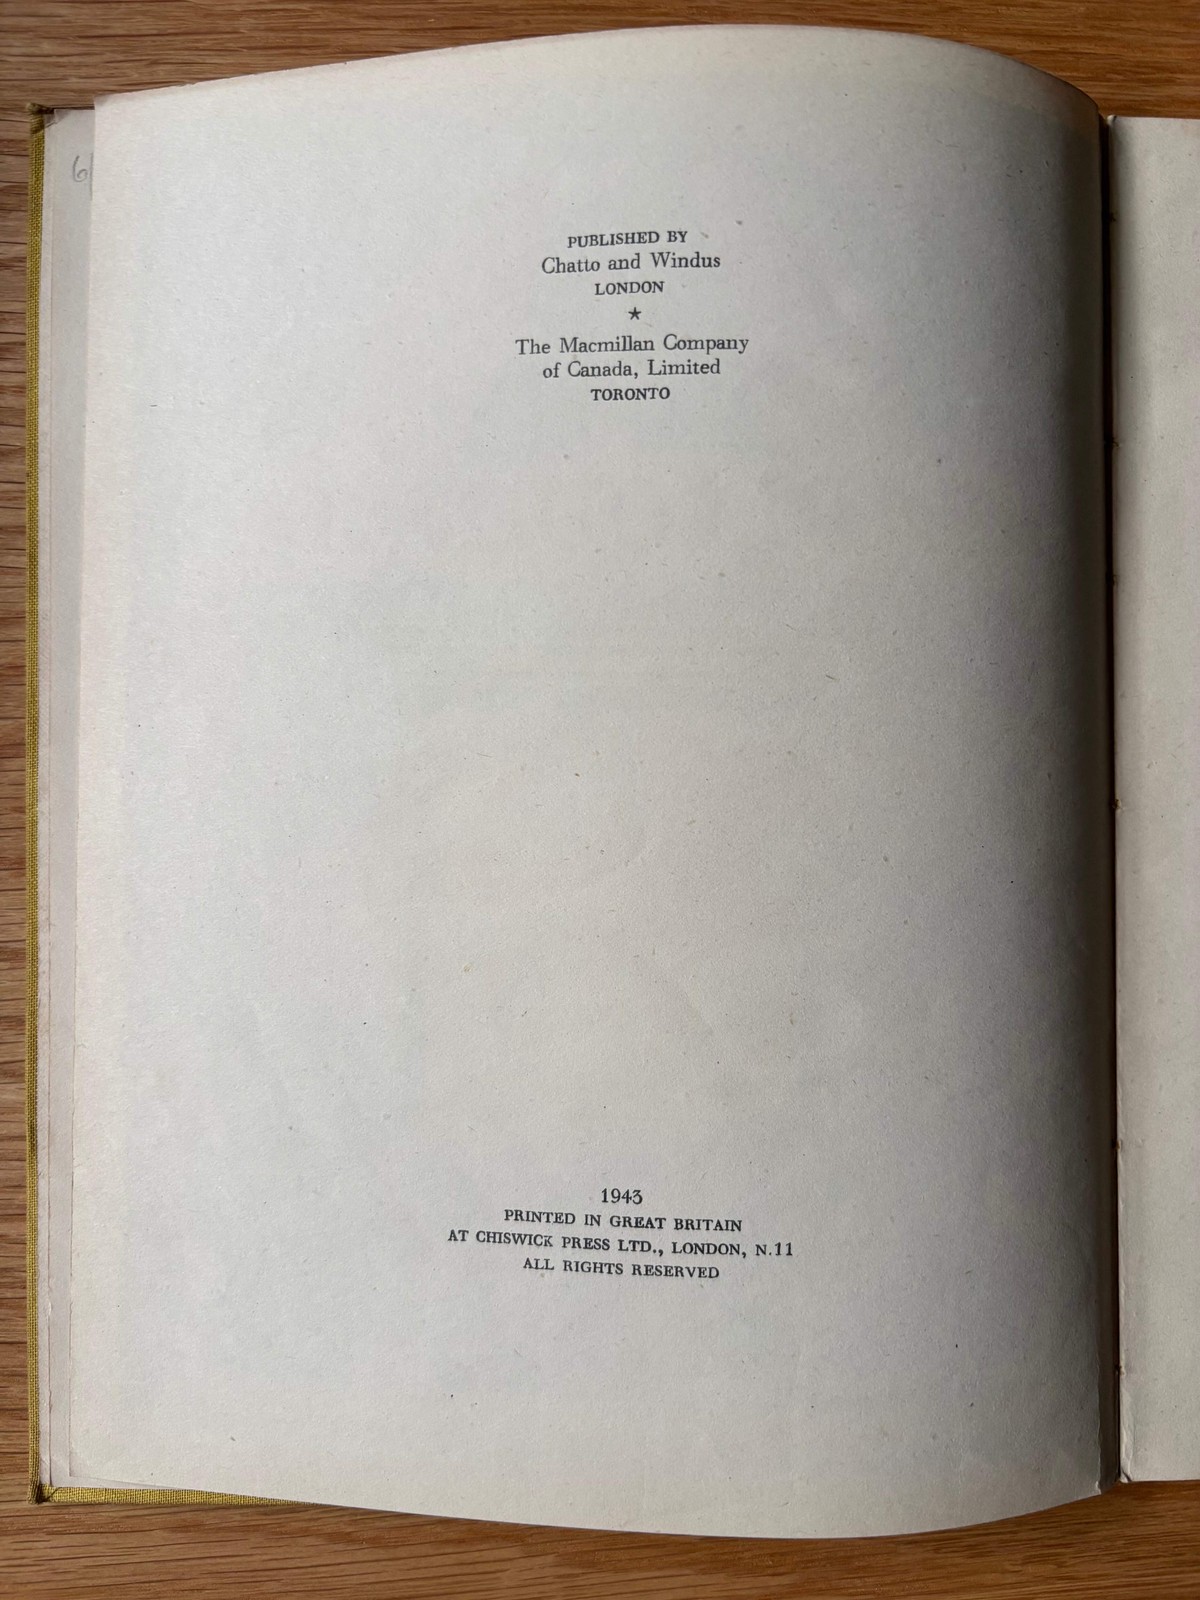 6
PUBLISHED BY
Chatto and Windus
LONDON
★
The Macmillan Company
of Canada, Limited
TORONTO
1943
PRINTED IN GREAT BRITAIN
AT CHISWICK PRESS LTD., LONDON, N.11
ALL RIGHTS RESERVED